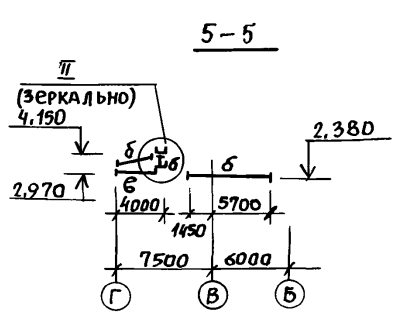 5-5
II
(зеркально)
4,150
2,380
б
б
б
2,970
в
4000
5700
1450
7500
6000
Г
В
Б